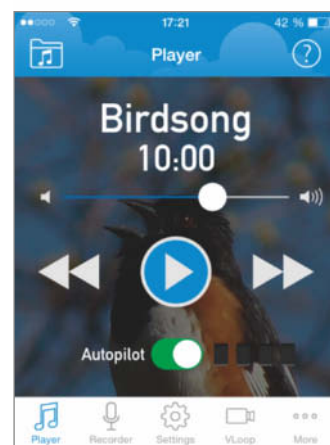 17:21
42 %
Player
?
Birdsong
10:00
Autopilot
Player
Recorder
Settings
VLoop
More